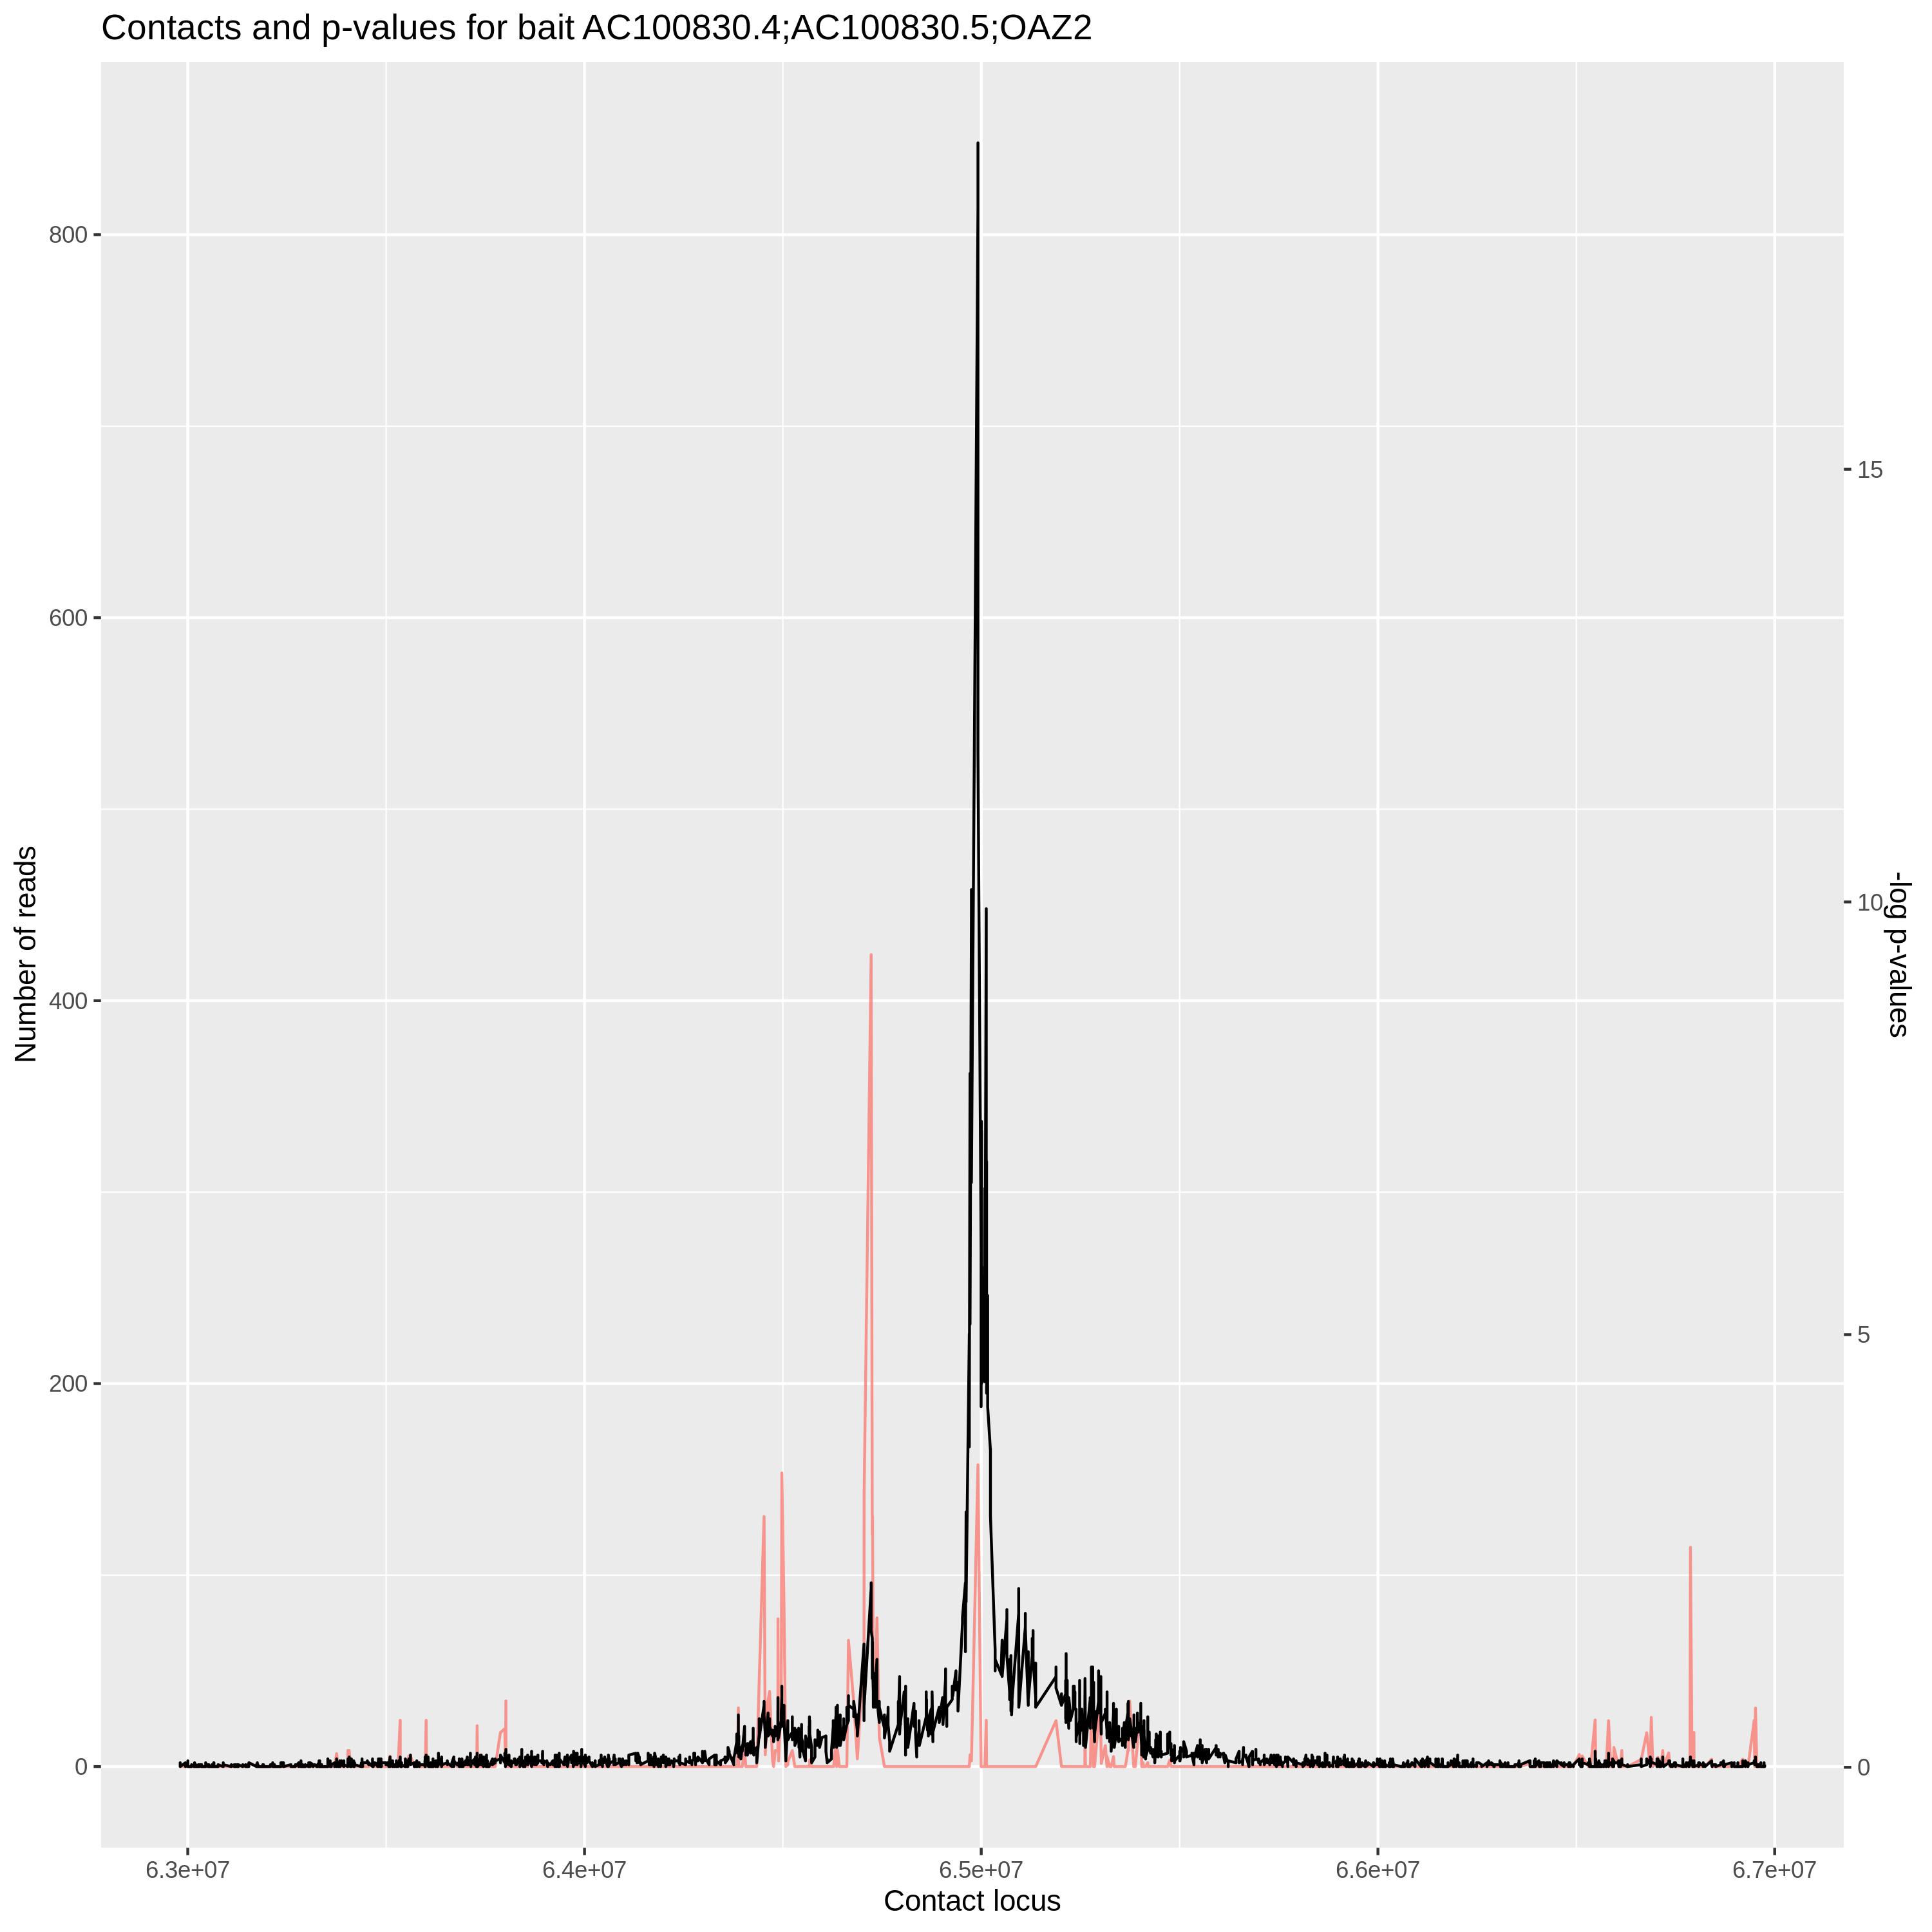 Contacts and p-values for bait AC100830.4;AC100830.5;OAZ2
800
600
400
200
0
Number of reads
15
10
5
0
-log p-values
6.3e+07
6.4e+07
6.5e+07
6.6e+07
6.7e+07
Contact locus